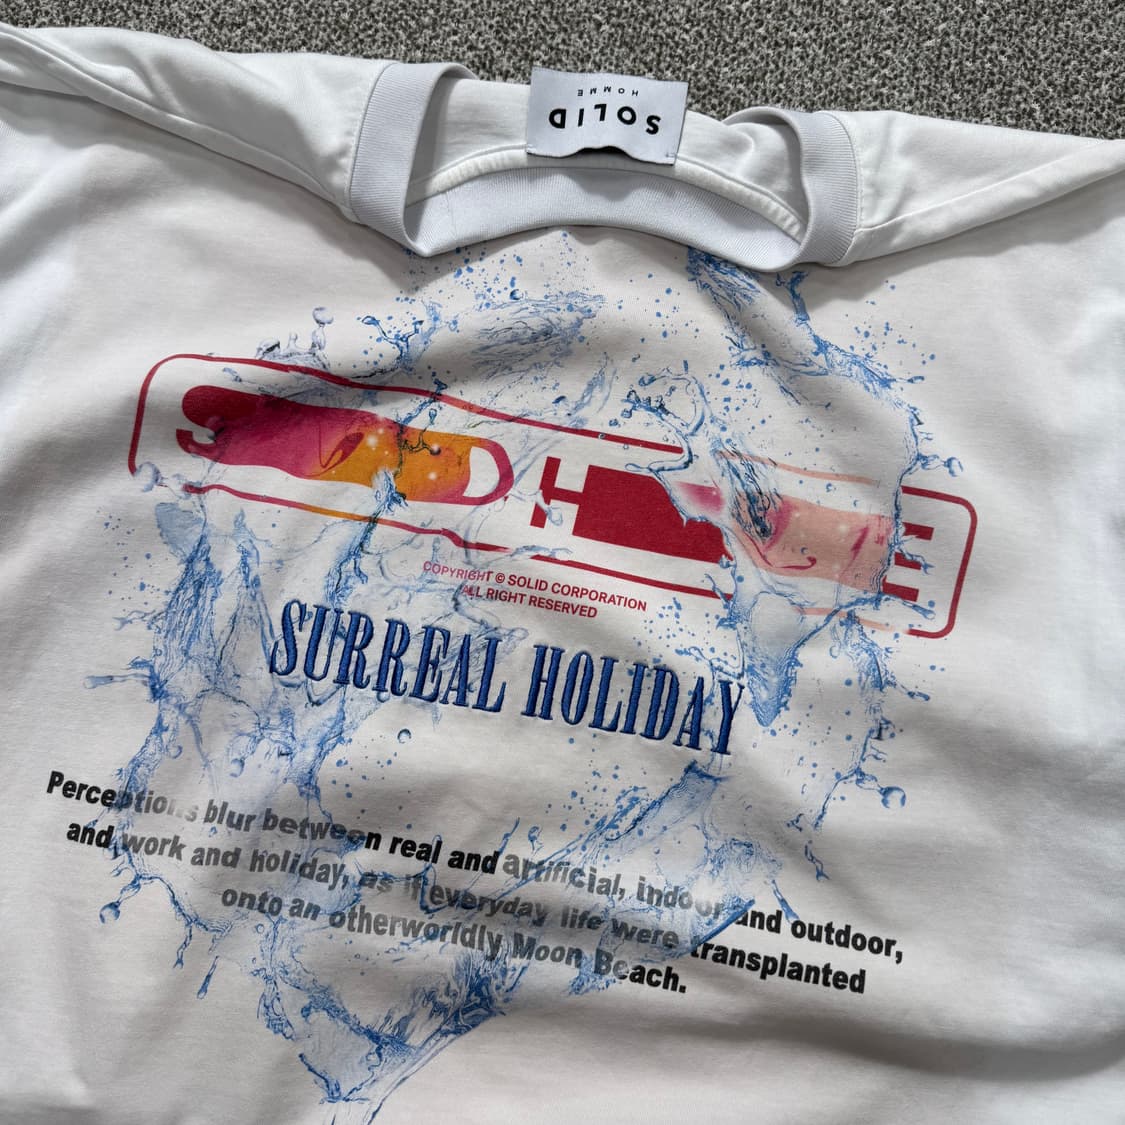 SOLID
HOMME
COPYRIGHT © SOLID CORPORATION
ALL RIGHT RESERVED
SURREAL HOLIDAY
Perceptions blur between real and artificial, indoor and outdoor,
and work and holiday, as if everyday life were transplanted
onto an otherworldly Moon Beach.